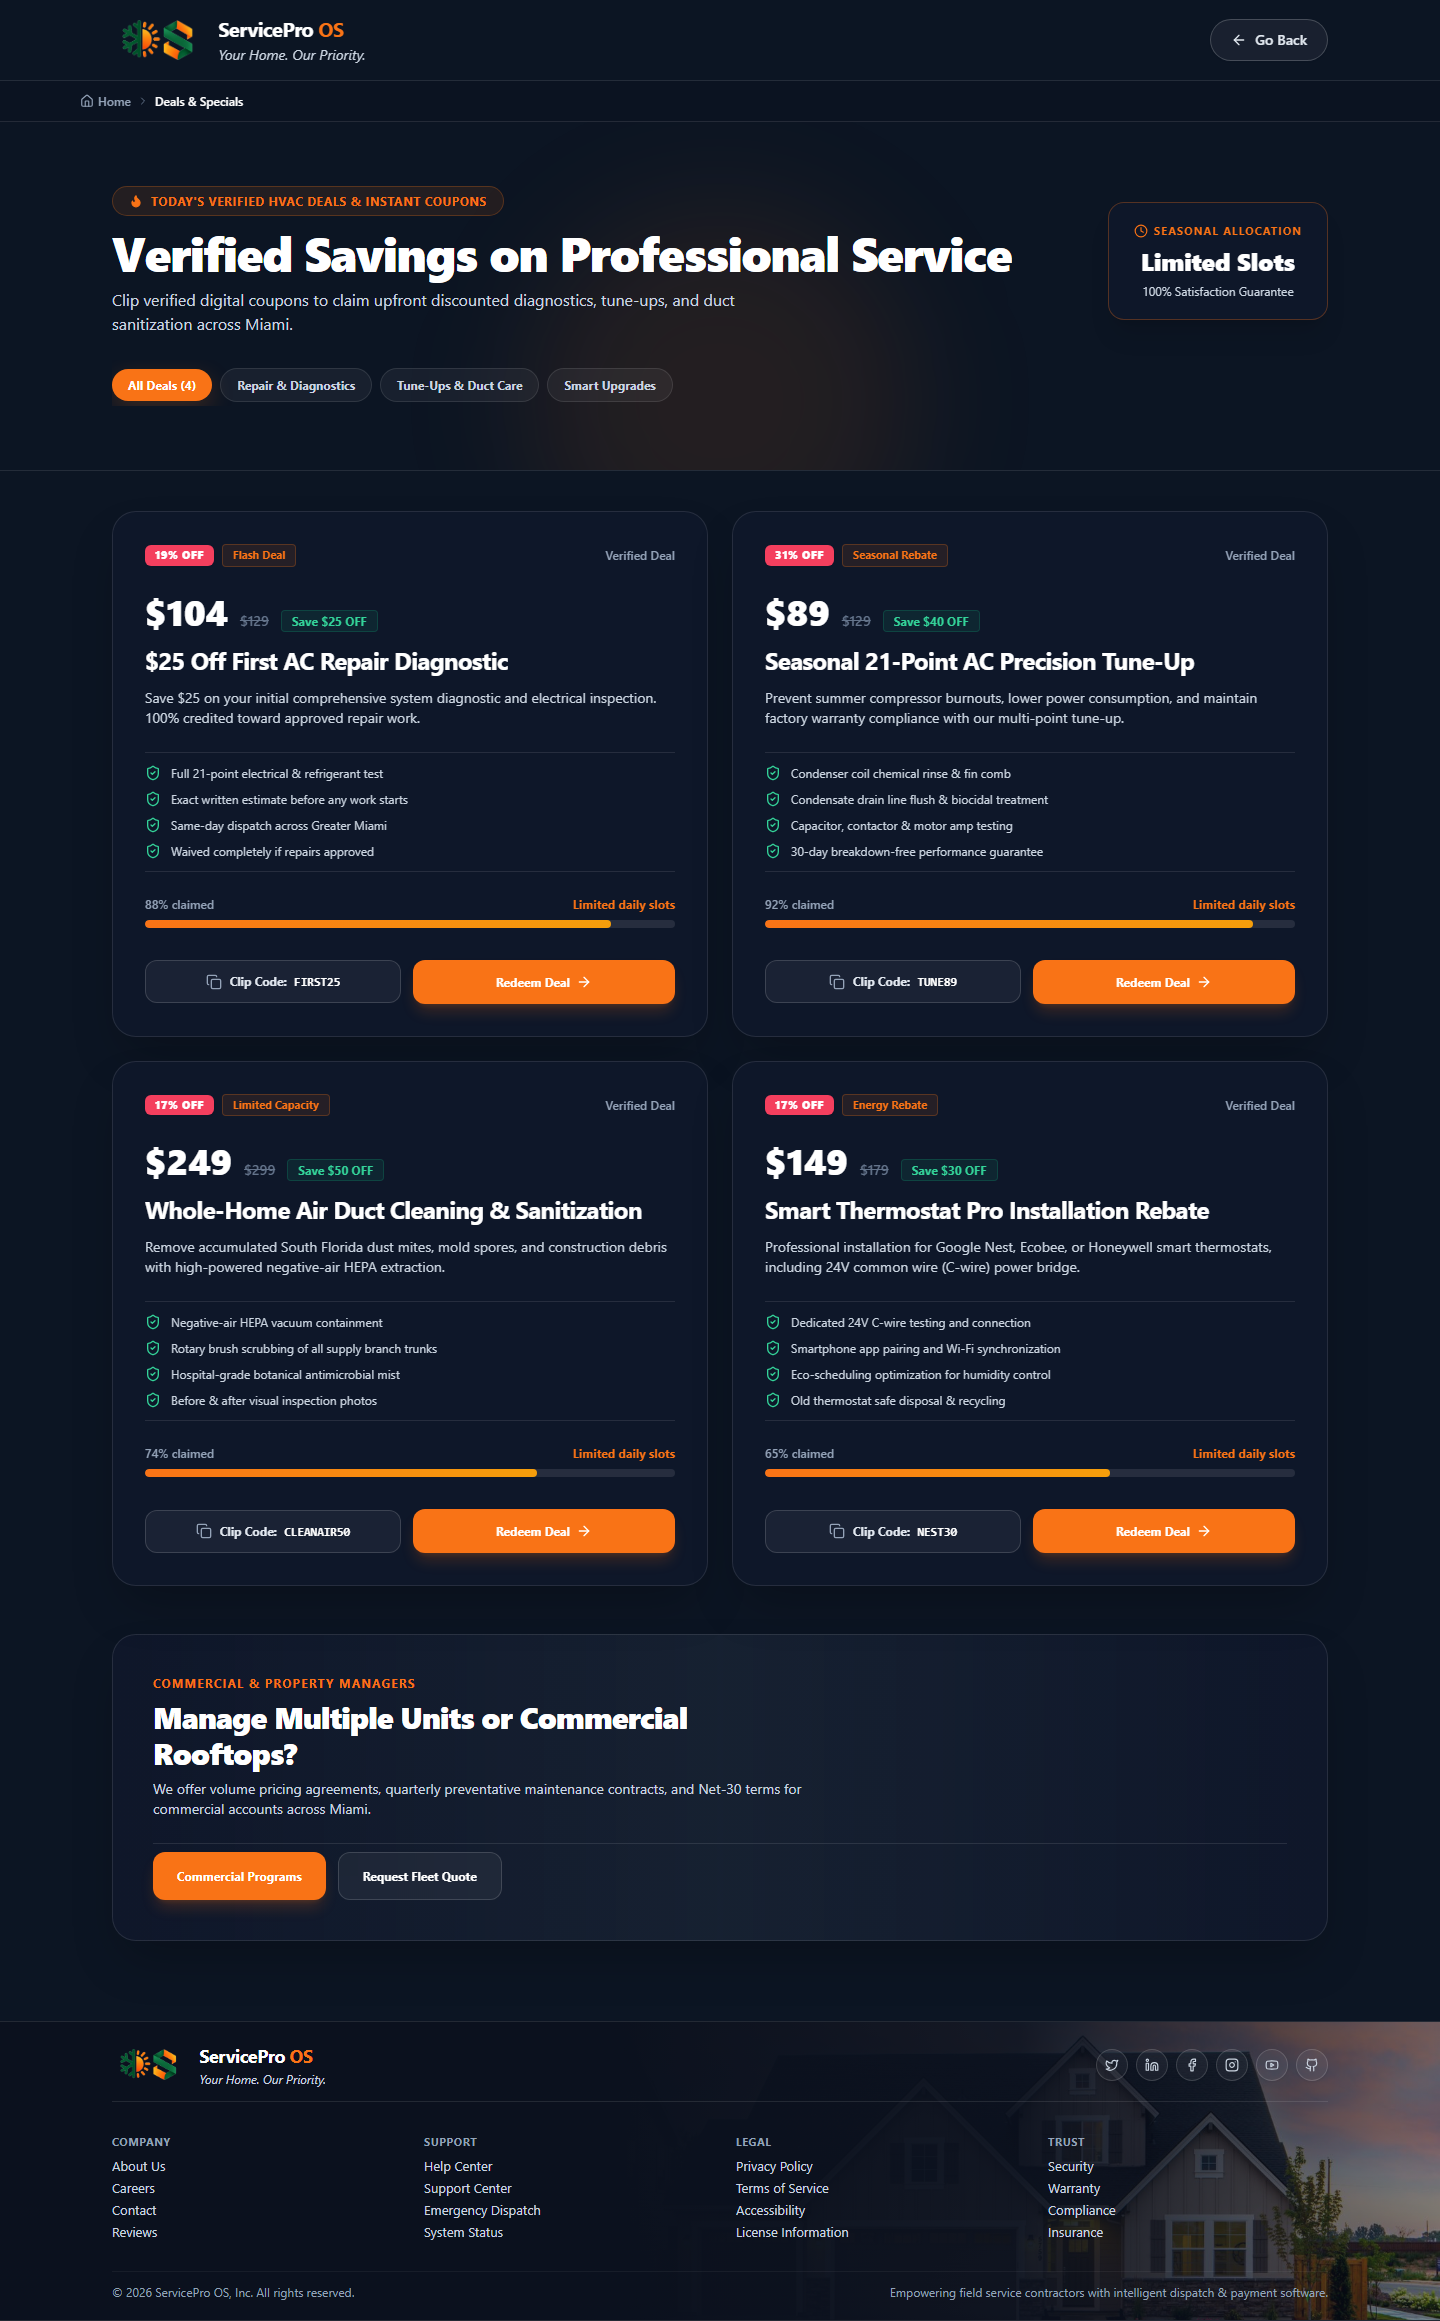 ServicePro OS
Your Home. Our Priority.
Go Back
Home
Deals & Specials
TODAY'S VERIFIED HVAC DEALS & INSTANT COUPONS
Verified Savings on Professional Service
Clip verified digital coupons to claim upfront discounted diagnostics, tune-ups, and duct
sanitization across Miami.
SEASONAL ALLOCATION
Limited Slots
100% Satisfaction Guarantee
All Deals (4)
Repair & Diagnostics
Tune-Ups & Duct Care
Smart Upgrades
19% OFF
Flash Deal
Verified Deal
$104
$129
Save $25 OFF
$25 Off First AC Repair Diagnostic
Save $25 on your initial comprehensive system diagnostic and electrical inspection.
100% credited toward approved repair work.
Full 21-point electrical & refrigerant test
Exact written estimate before any work starts
Same-day dispatch across Greater Miami
Waived completely if repairs approved
88% claimed
Limited daily slots
Clip Code: FIRST25
Redeem Deal
31% OFF
Seasonal Rebate
Verified Deal
$89
$129
Save $40 OFF
Seasonal 21-Point AC Precision Tune-Up
Prevent summer compressor burnouts, lower power consumption, and maintain
factory warranty compliance with our multi-point tune-up.
Condenser coil chemical rinse & fin comb
Condensate drain line flush & biocidal treatment
Capacitor, contactor & motor amp testing
30-day breakdown-free performance guarantee
92% claimed
Limited daily slots
Clip Code: TUNE89
Redeem Deal
17% OFF
Limited Capacity
Verified Deal
$249
$299
Save $50 OFF
Whole-Home Air Duct Cleaning & Sanitization
Remove accumulated South Florida dust mites, mold spores, and construction debris
with high-powered negative-air HEPA extraction.
Negative-air HEPA vacuum containment
Rotary brush scrubbing of all supply branch trunks
Hospital-grade botanical antimicrobial mist
Before & after visual inspection photos
74% claimed
Limited daily slots
Clip Code: CLEANAIR50
Redeem Deal
17% OFF
Energy Rebate
Verified Deal
$149
$179
Save $30 OFF
Smart Thermostat Pro Installation Rebate
Professional installation for Google Nest, Ecobee, or Honeywell smart thermostats,
including 24V common wire (C-wire) power bridge.
Dedicated 24V C-wire testing and connection
Smartphone app pairing and Wi-Fi synchronization
Eco-scheduling optimization for humidity control
Old thermostat safe disposal & recycling
65% claimed
Limited daily slots
Clip Code: NEST30
Redeem Deal
COMMERCIAL & PROPERTY MANAGERS
Manage Multiple Units or Commercial
Rooftops?
We offer volume pricing agreements, quarterly preventative maintenance contracts, and Net-30 terms for
commercial accounts across Miami.
Commercial Programs
Request Fleet Quote
ServicePro OS
Your Home. Our Priority.
COMPANY
About Us
Careers
Contact
Reviews
SUPPORT
Help Center
Support Center
Emergency Dispatch
System Status
LEGAL
Privacy Policy
Terms of Service
Accessibility
License Information
TRUST
Security
Warranty
Compliance
Insurance
© 2026 ServicePro OS, Inc. All rights reserved.
Empowering field service contractors with intelligent dispatch & payment software.